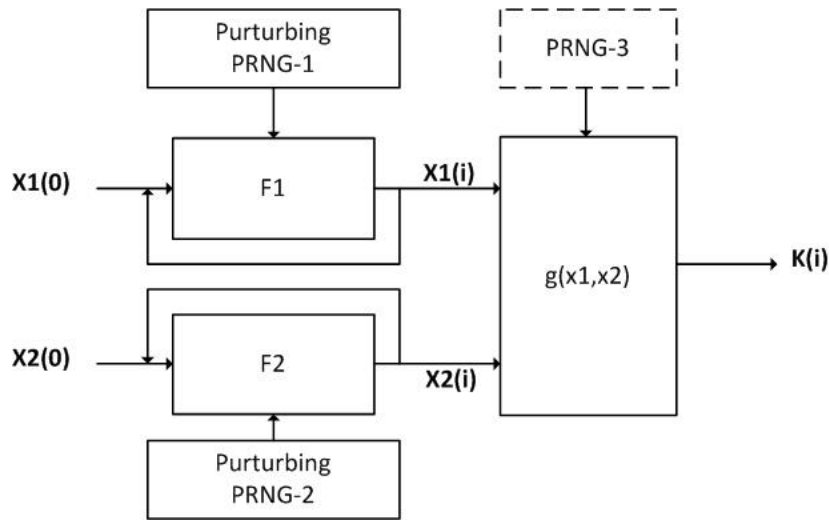 Purturbing
PRNG-1
PRNG-3
X1(0)
F1
X1(i)
g(x1,x2)
K(i)
X2(0)
F2
X2(i)
Purturbing
PRNG-2